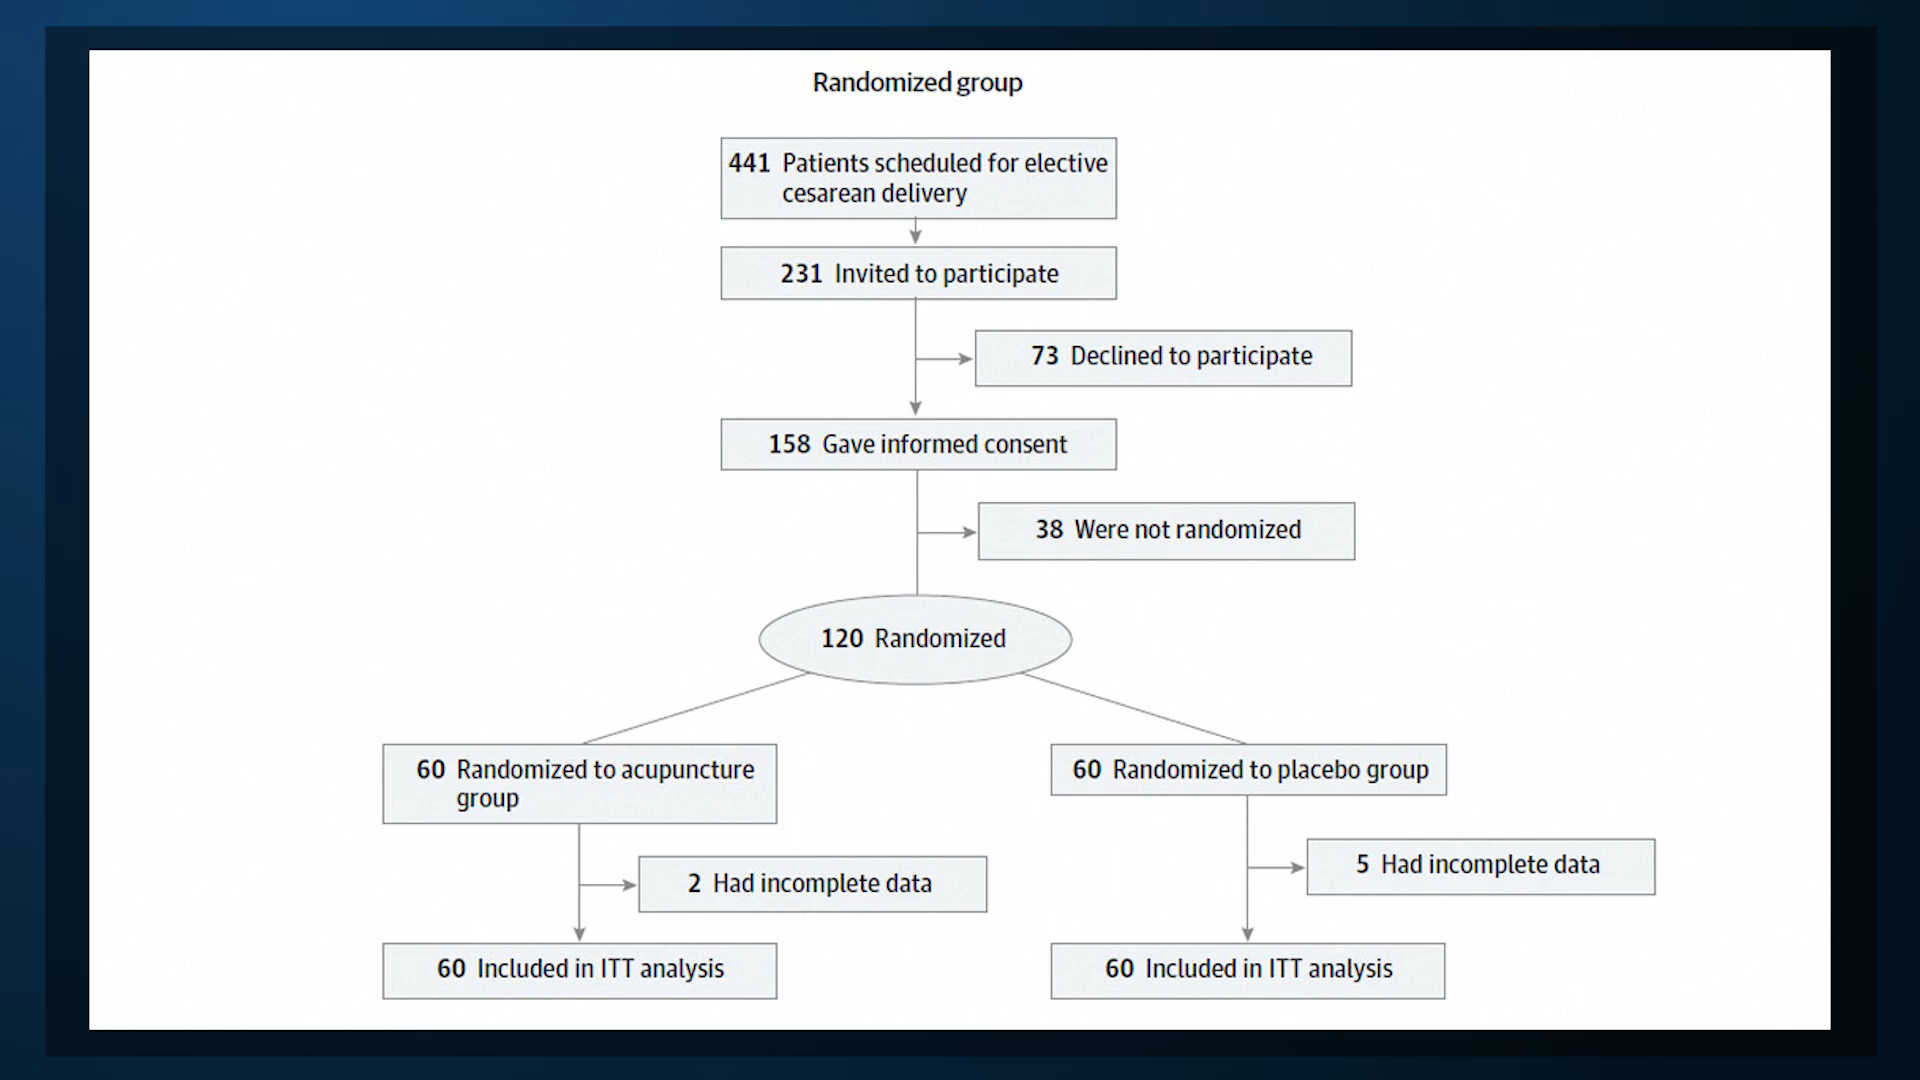 Randomized group
441 Patients scheduled for elective
cesarean delivery
231 Invited to participate
73 Declined to participate
158 Gave informed consent
38 Were not randomized
120 Randomized
60 Randomized to acupuncture
group
60 Randomized to placebo group
2 Had incomplete data
5 Had incomplete data
60 Included in ITT analysis
60 Included in ITT analysis